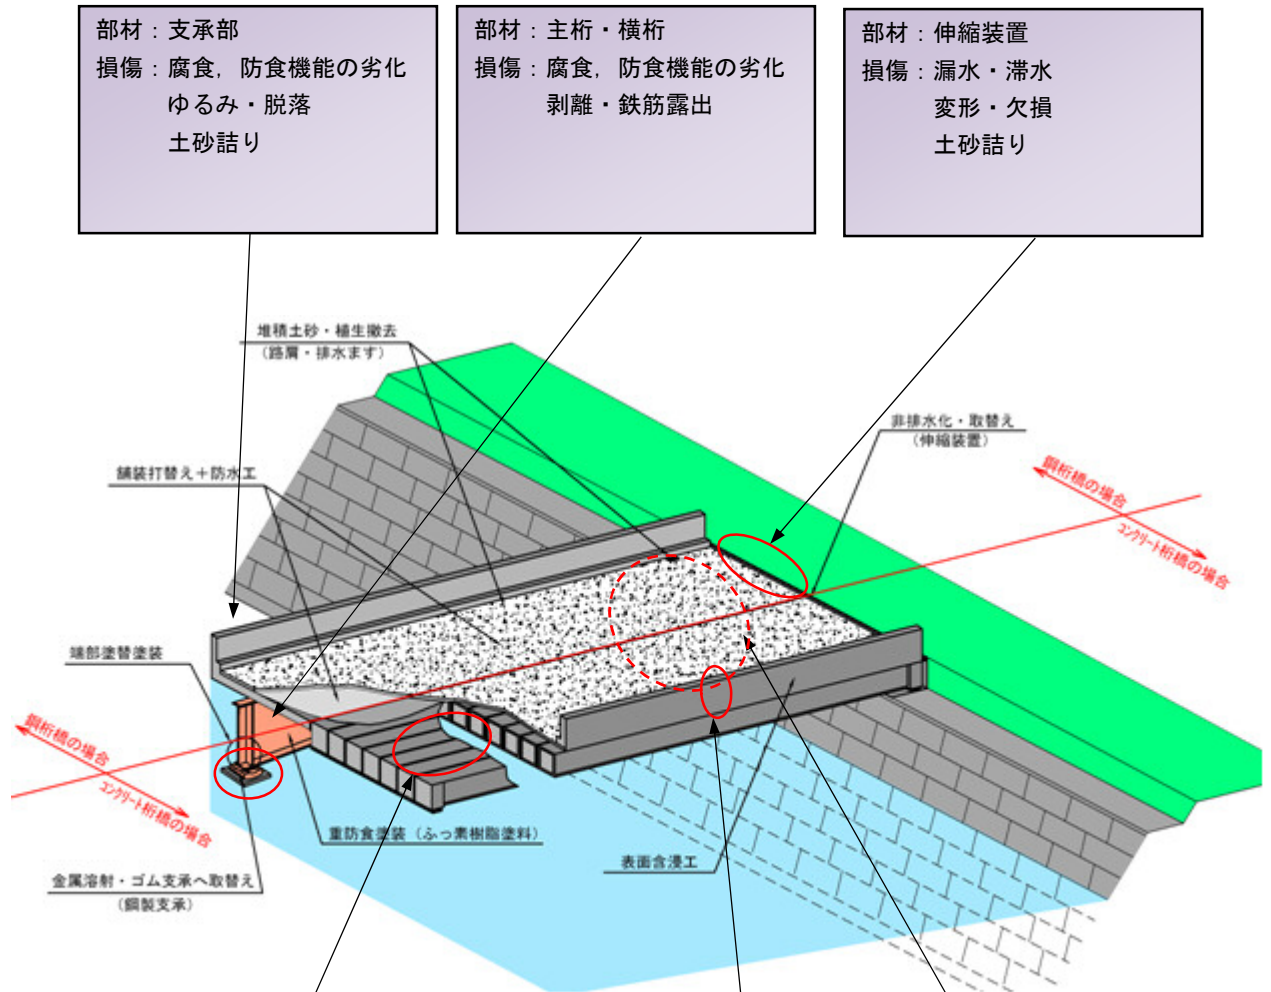 部材：支承部
損傷：腐食，防食機能の劣化
ゆるみ・脱落
土砂詰り
部材：主桁・横桁
損傷：腐食，防食機能の劣化
剥離・鉄筋露出
部材：伸縮装置
損傷：漏水・滞水
変形・欠損
土砂詰り
堆積土砂・植生撤去
（路肩・排水ます）
非排水化・取替え
（伸縮装置）
舗装打替え＋防水工
鋼桁橋の場合
コンクリート桁橋の場合
端部塗替塗装
鋼桁橋の場合
コンクリート桁橋の場合
重防食塗装（ふっ素樹脂塗料）
表面含浸工
金属溶射・ゴム支承へ取替え
（鋼製支承）